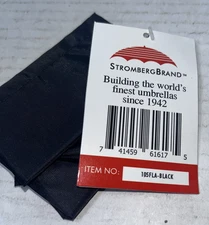 STROMBERGBRAND™
Building the world's
finest umbrellas
since 1942
7 41459 61617 5
ITEM NO: 105FLA-BLACK